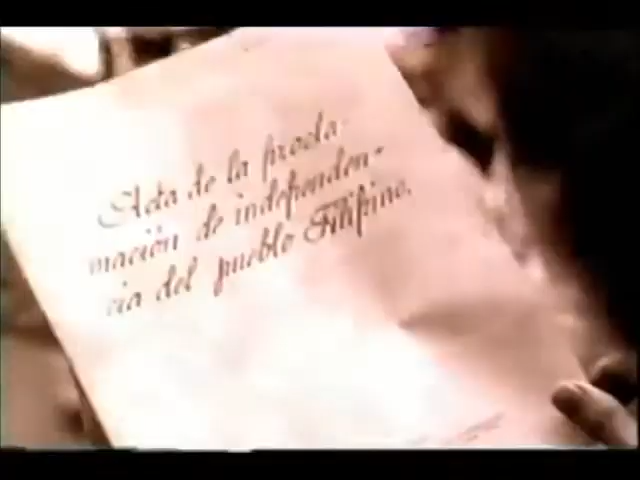 Acta de la procla-
mación de independen-
cia del pueblo Filipino.